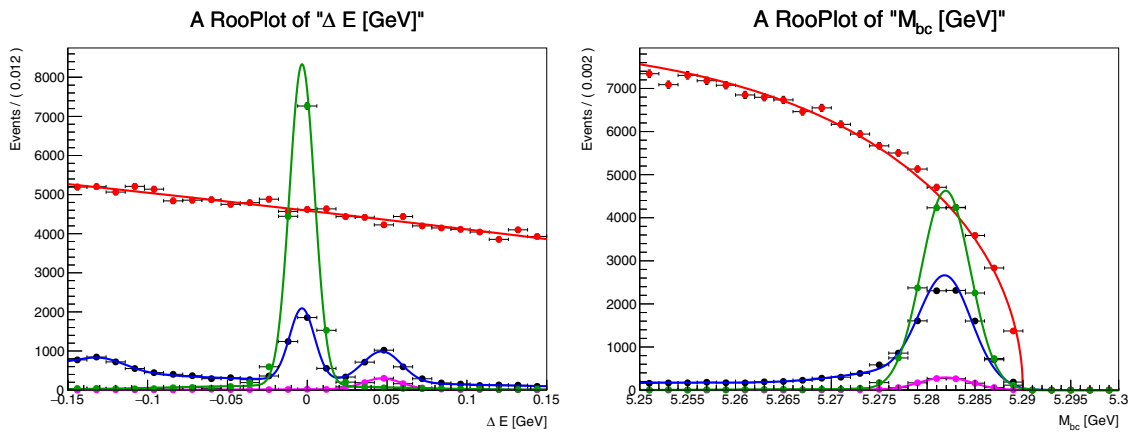 A RooPlot of "Δ E [GeV]"
Events / ( 0.012 )
8000
7000
6000
5000
4000
3000
2000
1000
0
−0.15 −0.1 −0.05 0 0.05 0.1 0.15
Δ E [GeV]
A RooPlot of "M_bc [GeV]"
Events / ( 0.002 )
7000
6000
5000
4000
3000
2000
1000
0
5.25 5.255 5.26 5.265 5.27 5.275 5.28 5.285 5.29 5.295 5.3
M_bc [GeV]